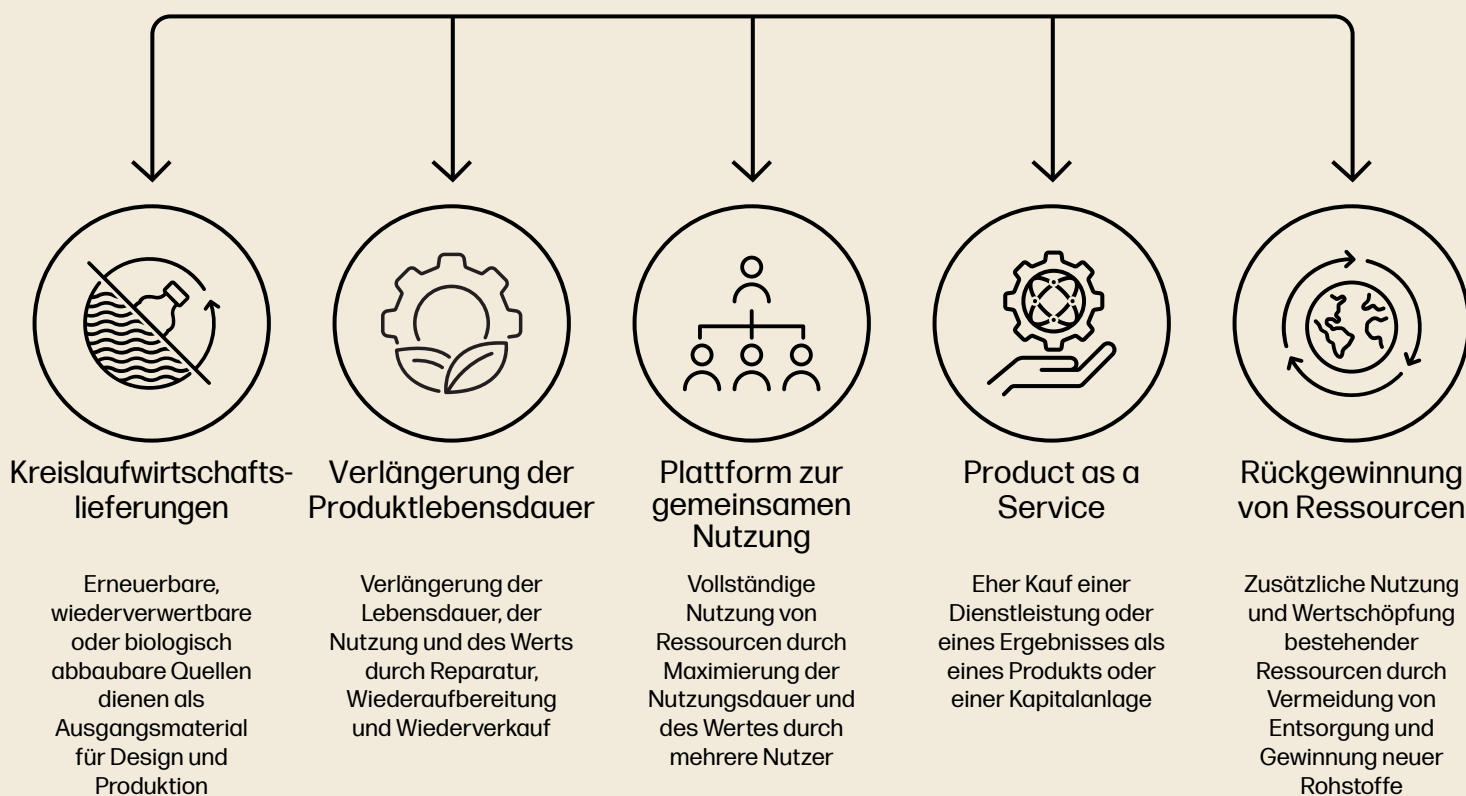 Kreislaufwirtschafts-
lieferungen
Erneuerbare,
wiederverwertbare
oder biologisch
abbaubare Quellen
dienen als
Ausgangsmaterial
für Design und
Produktion
Verlängerung der
Produktlebensdauer
Verlängerung der
Lebensdauer, der
Nutzung und des Werts
durch Reparatur,
Wiederaufbereitung
und Wiederverkauf
Plattform zur
gemeinsamen
Nutzung
Vollständige
Nutzung von
Ressourcen durch
Maximierung der
Nutzungsdauer und
des Wertes durch
mehrere Nutzer
Product as a
Service
Eher Kauf einer
Dienstleistung oder
eines Ergebnisses als
eines Produkts oder
einer Kapitalanlage
Rückgewinnung
von Ressourcen
Zusätzliche Nutzung
und Wertschöpfung
bestehender
Ressourcen durch
Vermeidung von
Entsorgung und
Gewinnung neuer
Rohstoffe